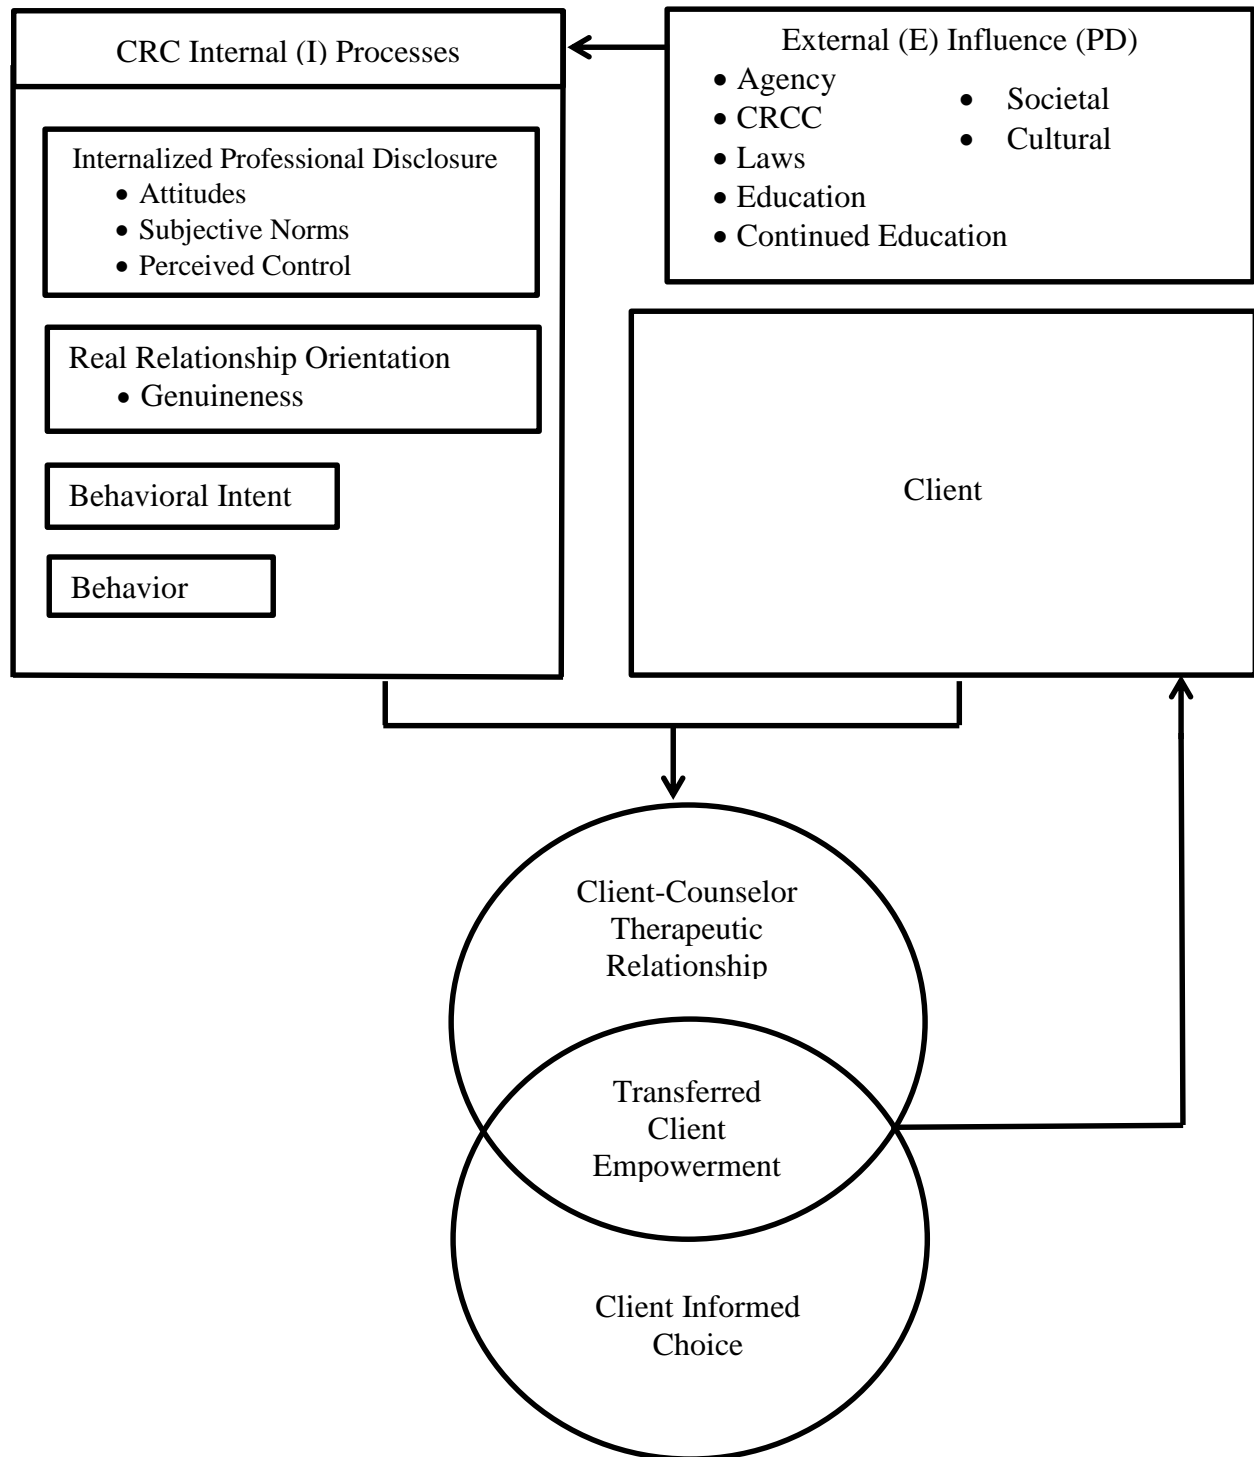 CRC Internal (I) Processes
Internalized Professional Disclosure
• Attitudes
• Subjective Norms
• Perceived Control
Real Relationship Orientation
• Genuineness
Behavioral Intent
Behavior
External (E) Influence (PD)
• Agency
• CRCC
• Laws
• Education
• Continued Education
• Societal
• Cultural
Client
Client-Counselor
Therapeutic
Relationship
Transferred
Client
Empowerment
Client Informed
Choice